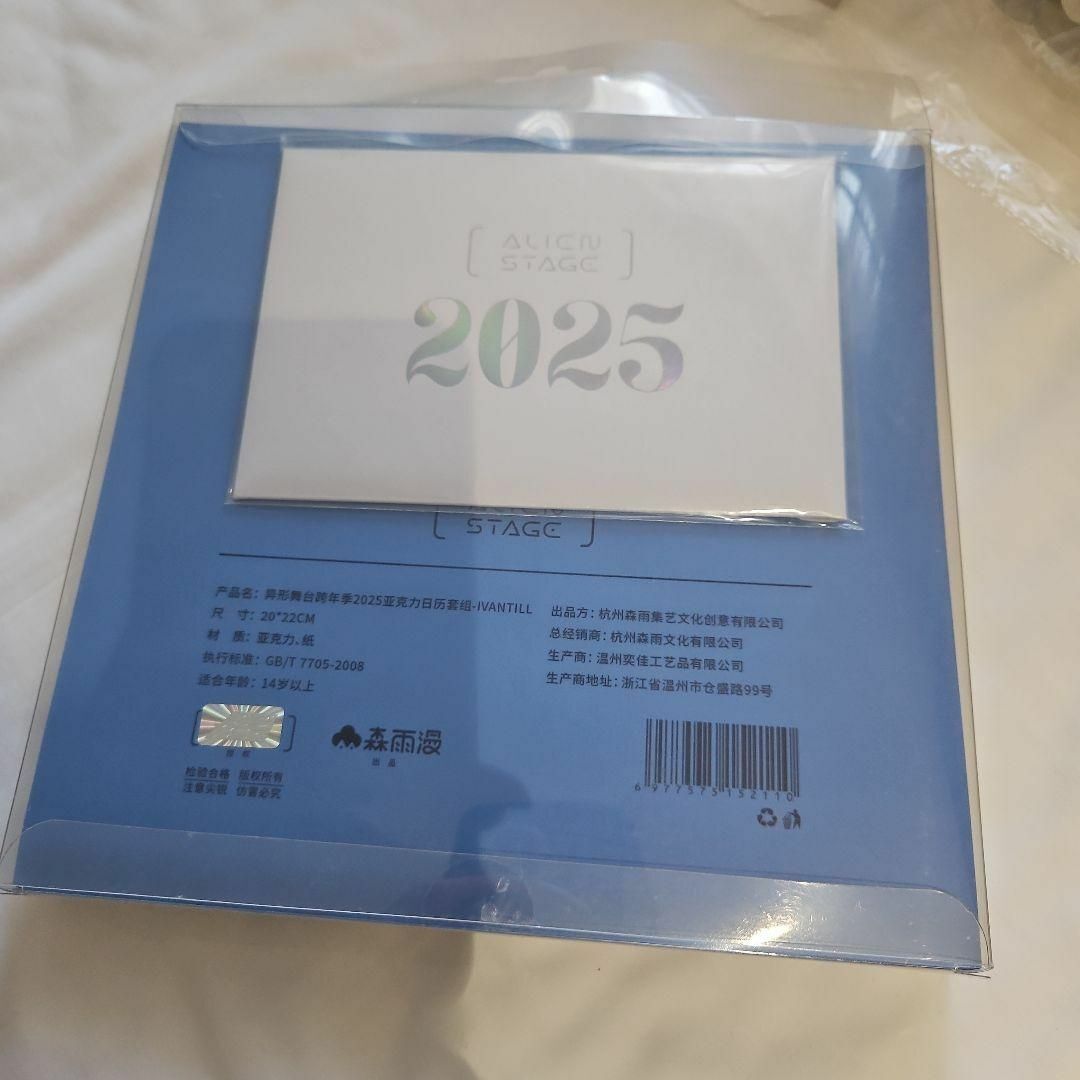 ALIEN
STAGE
2025
ALIEN
STAGE
产品名：异形舞台跨年季2025亚克力日历套组-IVANTILL
尺 寸：20*22CM
材 质：亚克力、纸
执行标准：GB/T 7705-2008
适合年龄：14岁以上
出品方：杭州森雨集艺文化创意有限公司
总经销商：杭州森雨文化有限公司
生产商：温州奕佳工艺品有限公司
生产商地址：浙江省温州市仓盛路99号
授权
森雨漫
出品
检验合格 版权所有
注意尖锐 仿冒必究
6977575152110